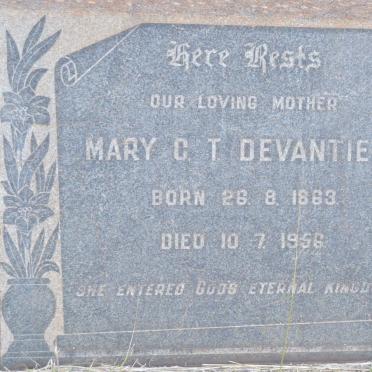 Here Rests
OUR LOVING MOTHER
MARY C. T. DEVANTIE
BORN 26. 8. 1883.
DIED 10. 7. 1956.
SHE ENTERED GODS ETERNAL KINGDO